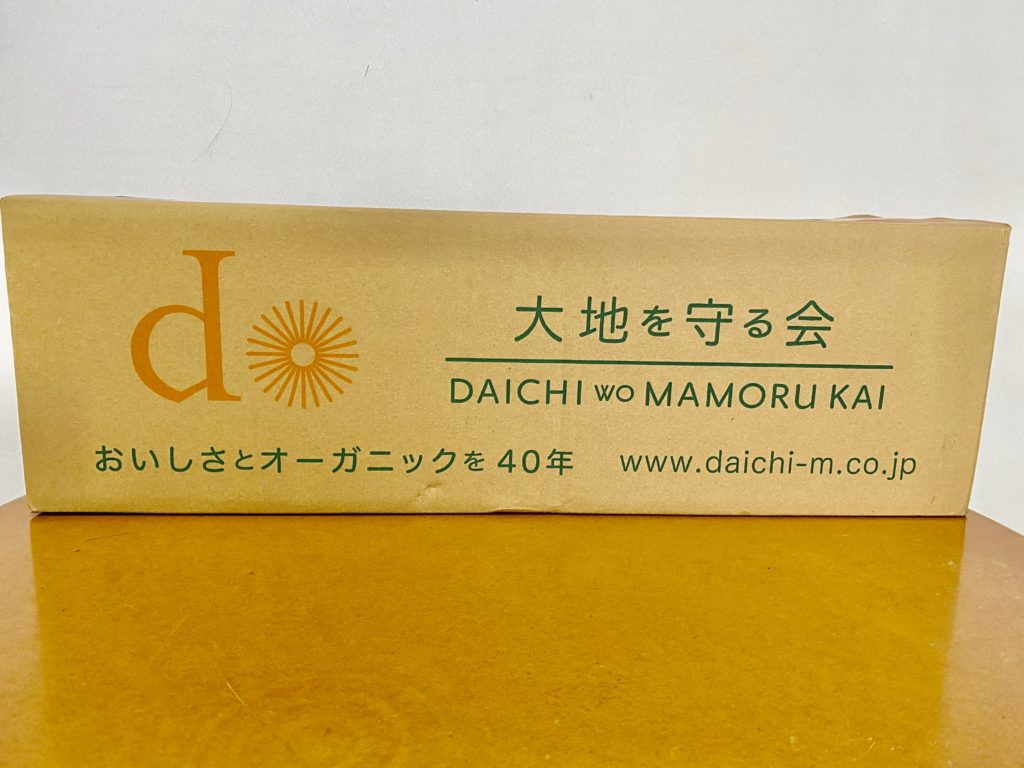 do
大地を守る会
DAICHI WO MAMORU KAI
おいしさとオーガニックを40年
www.daichi-m.co.jp